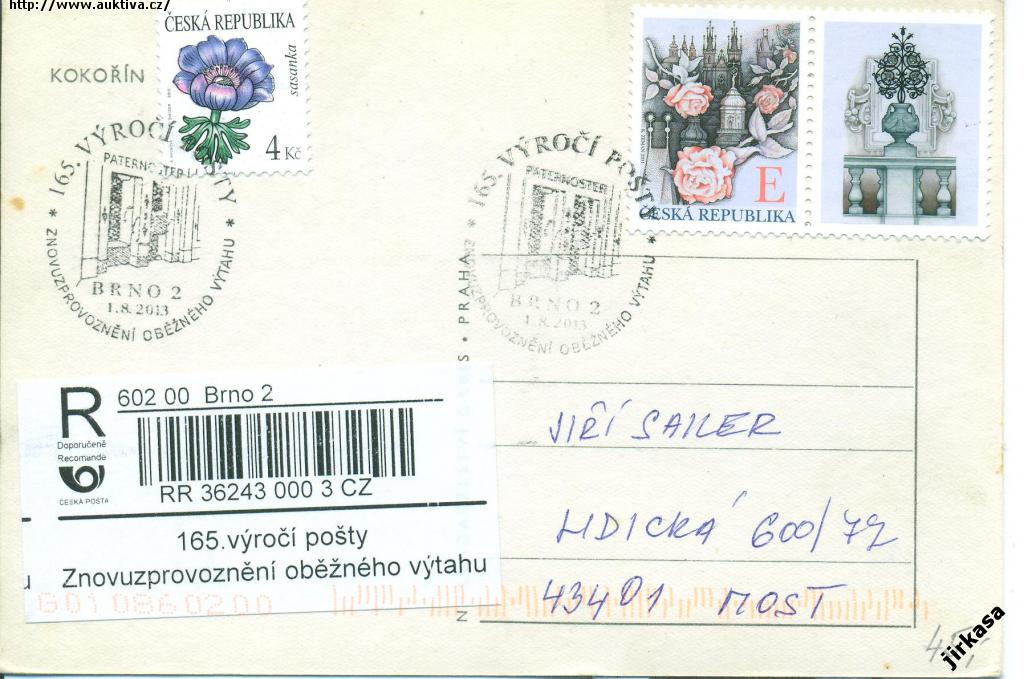 http://www.auktiva.cz/
KOKOŘÍN
ČESKÁ REPUBLIKA
sasanka
4 Kč
E
ČESKÁ REPUBLIKA
* 165. VÝROČÍ POŠTY *
PATERNOSTER
BRNO 2
1.8.2013
ZNOVUZPROVOZNĚNÍ OBĚŽNÉHO VÝTAHU
* 165. VÝROČÍ POŠTY *
PATERNOSTER
BRNO 2
1.8.2013
ZNOVUZPROVOZNĚNÍ OBĚŽNÉHO VÝTAHU
S • PRAHA
R
Doporučeně
Recomandé
ČESKÁ POŠTA
602 00 Brno 2
RR 36243 000 3 CZ
165.výročí pošty
Znovuzprovoznění oběžného výtahu
u
G010860200
N
JIŘÍ SAILER
LIDICKÁ 600/72
43401 MOST
jirkasa